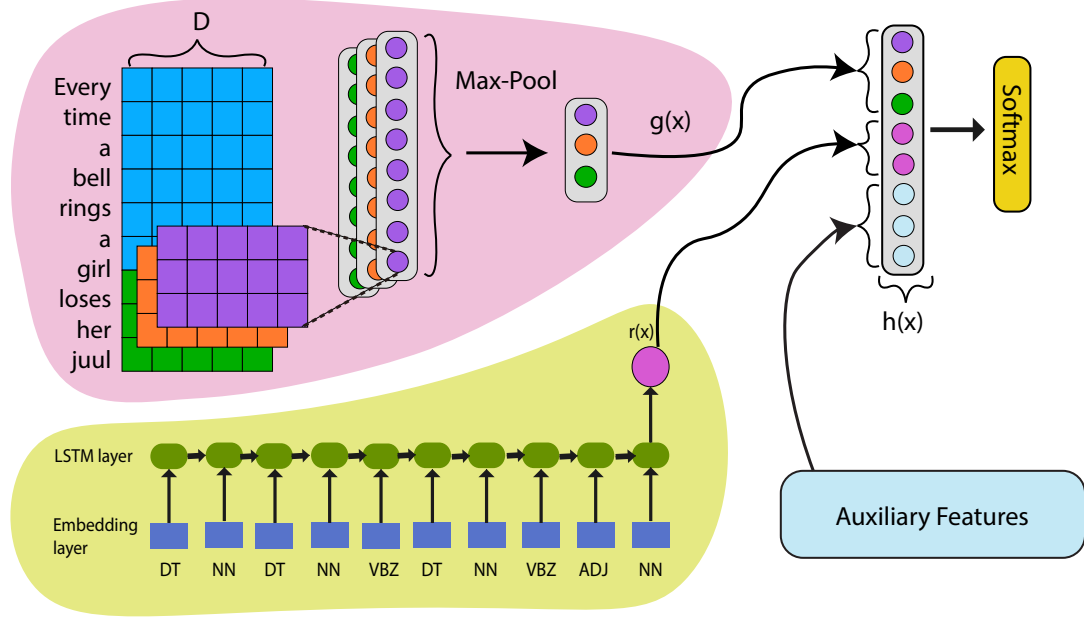 D
Every
time
a
bell
rings
a
girl
loses
her
juul
Max-Pool
g(x)
Softmax
h(x)
r(x)
LSTM layer
Embedding
layer
DT NN DT NN VBZ DT NN VBZ ADJ NN
Auxiliary Features